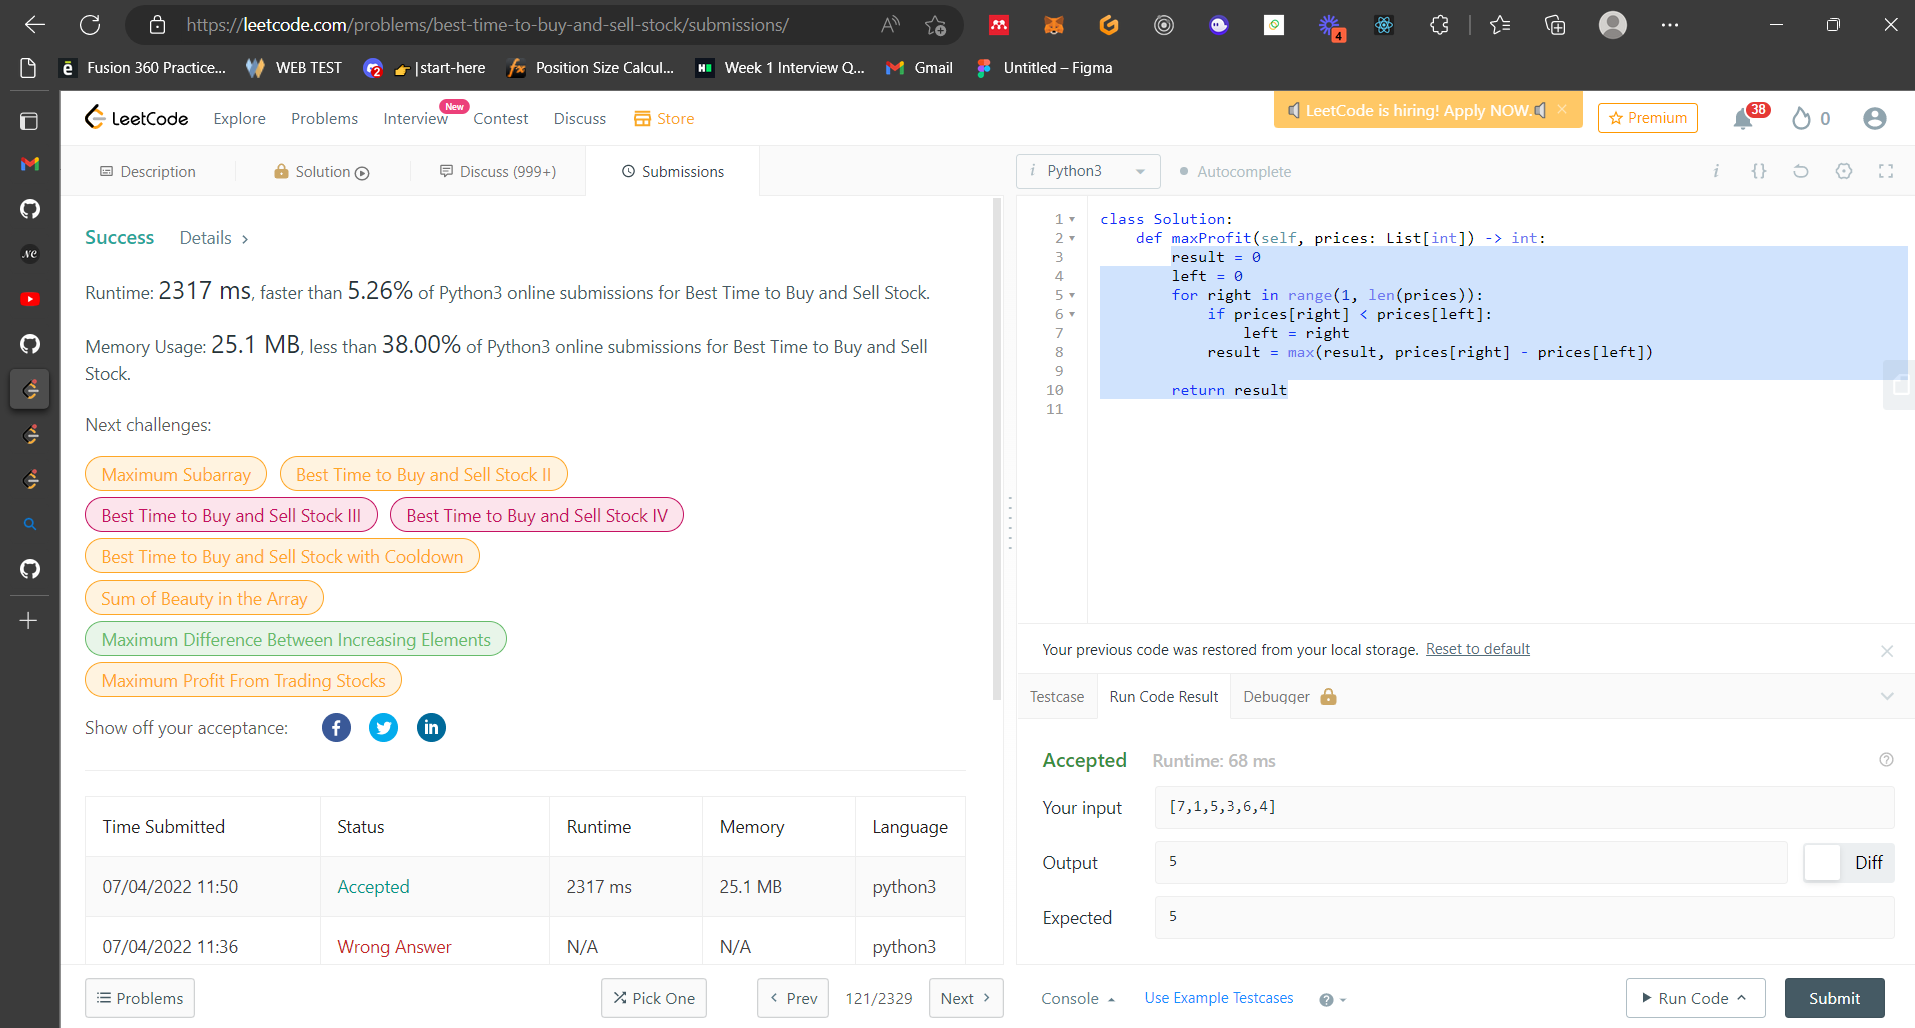 https://leetcode.com/problems/best-time-to-buy-and-sell-stock/submissions/
4
Fusion 360 Practice...
WEB TEST
2
👉 |start-here
Position Size Calcul...
Week 1 Interview Q...
Gmail
Untitled – Figma
LeetCode
Explore
Problems
Interview
New
Contest
Discuss
Store
LeetCode is hiring! Apply NOW.
Premium
38
0
Description
Solution
Discuss (999+)
Submissions
Success
Details >
Runtime: 2317 ms, faster than 5.26% of Python3 online submissions for Best Time to Buy and Sell Stock.
Memory Usage: 25.1 MB, less than 38.00% of Python3 online submissions for Best Time to Buy and Sell
Stock.
Next challenges:
Maximum Subarray
Best Time to Buy and Sell Stock II
Best Time to Buy and Sell Stock III
Best Time to Buy and Sell Stock IV
Best Time to Buy and Sell Stock with Cooldown
Sum of Beauty in the Array
Maximum Difference Between Increasing Elements
Maximum Profit From Trading Stocks
Show off your acceptance:
Time Submitted Status Runtime Memory Language
07/04/2022 11:50 Accepted 2317 ms 25.1 MB python3
07/04/2022 11:36 Wrong Answer N/A N/A python3
Problems
Pick One
< Prev
121/2329
Next >
i Python3
Autocomplete
i {}
1 class Solution:
2     def maxProfit(self, prices: List[int]) -> int:
3         result = 0
4         left = 0
5         for right in range(1, len(prices)):
6             if prices[right] < prices[left]:
7                 left = right
8             result = max(result, prices[right] - prices[left])
9
10         return result
11
Your previous code was restored from your local storage. Reset to default
Testcase
Run Code Result
Debugger
Accepted
Runtime: 68 ms
Your input
[7,1,5,3,6,4]
Output
5
Diff
Expected
5
Console
Use Example Testcases
Run Code
Submit